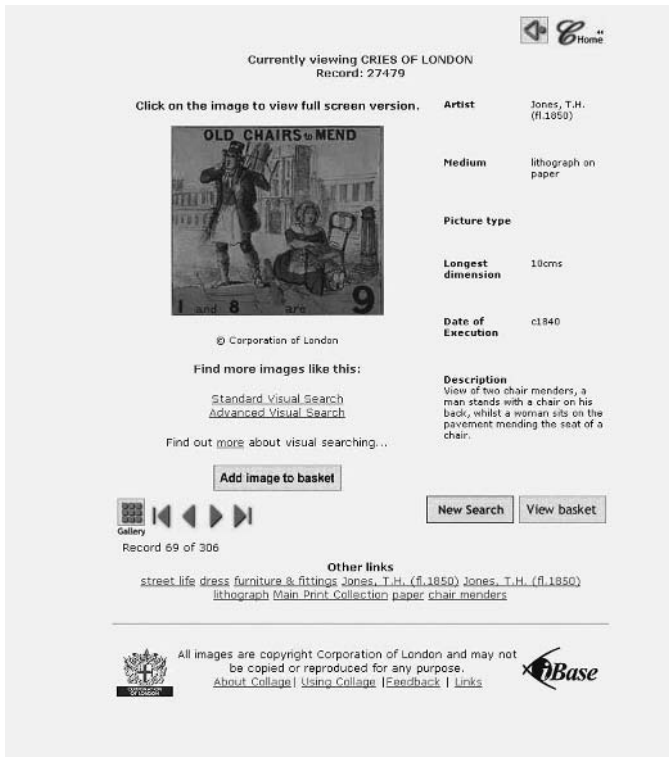 Home
Currently viewing CRIES OF LONDON
Record: 27479
Click on the image to view full screen version.
OLD CHAIRS to MEND
1 and 8 are 9
© Corporation of London
Find more images like this:
Standard Visual Search
Advanced Visual Search
Find out more about visual searching...
Add image to basket
Artist Jones, T.H.
(fl.1850)
Medium lithograph on
paper
Picture type
Longest 10cms
dimension
Date of c1840
Execution
Description
View of two chair menders, a
man stands with a chair on his
back, whilst a woman sits on the
pavement mending the seat of a
chair.
Gallery
New Search View basket
Record 69 of 306
Other links
street life dress furniture & fittings Jones, T.H. (fl.1850) Jones, T.H. (fl.1850)
lithograph Main Print Collection paper chair menders
All images are copyright Corporation of London and may not
be copied or reproduced for any purpose.
About Collage| Using Collage |Feedback | Links
CORPORATION
OF LONDON
iBase